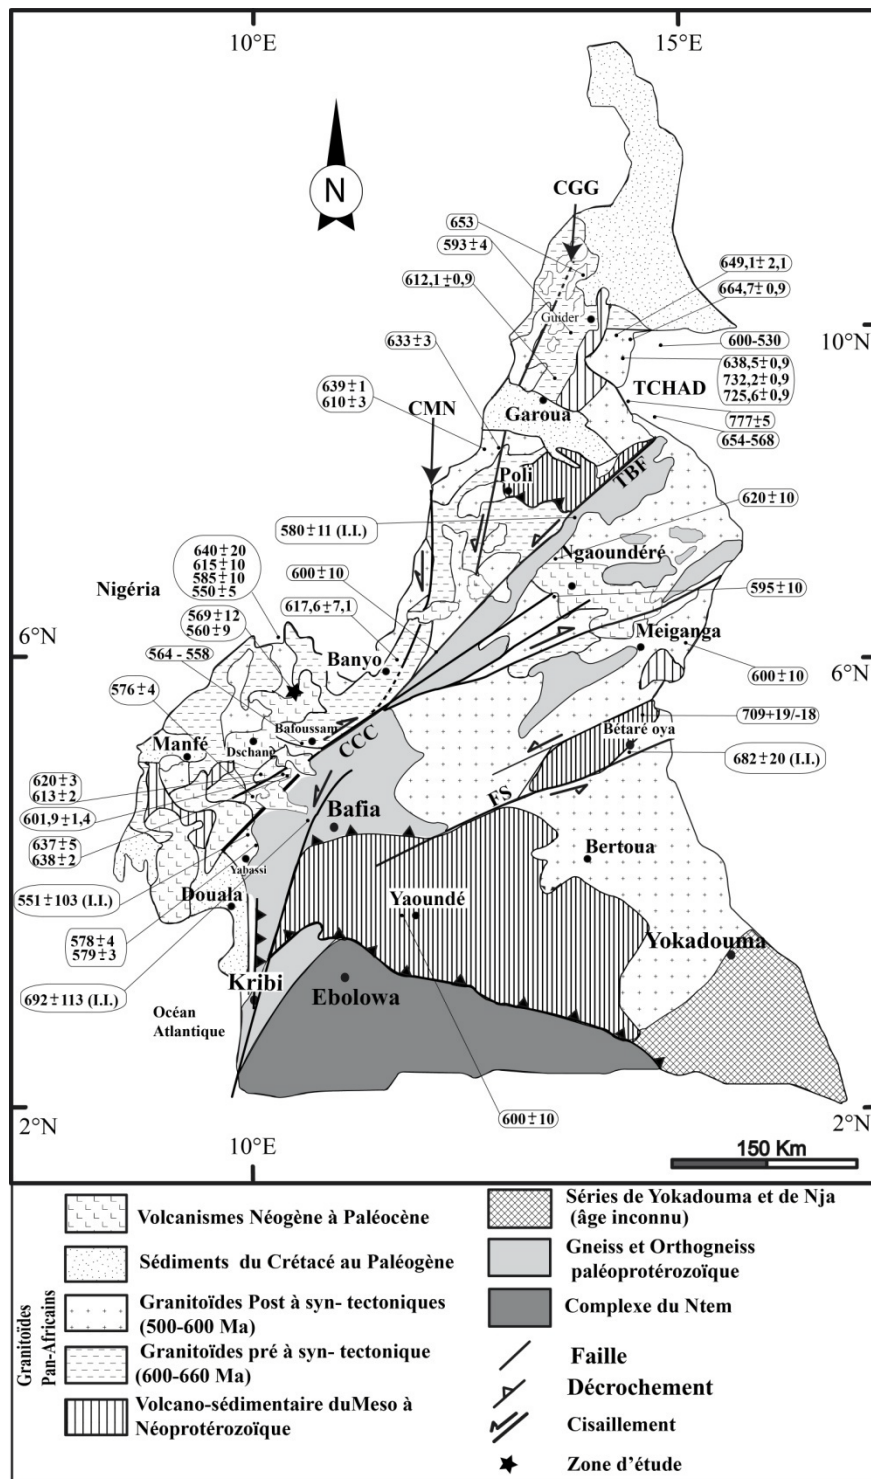 10°E
15°E
N
CGG
653
593±4
612,1±0,9
649,1±2,1
664,7±0,9
Guider
633±3
600-530
10°N
639±1
610±3
638,5±0,9
732,2±0,9
725,6±0,9
CMN
TCHAD
Garoua
777±5
654-568
Poli
TBF
620±10
580±11 (I.I.)
Ngaoundéré
640±20
615±10
585±10
550±5
600±10
595±10
Nigéria
617,6±7,1
569±12
560±9
6°N
Meiganga
6°N
564 - 558
Banyo
600±10
576±4
709+19/-18
Bafoussam
Bétaré oya
Manfé
Dschang
CCC
682±20 (I.I.)
620±3
613±2
FS
601,9±1,4
Bafia
637±5
638±2
Bertoua
Yabassi
551±103 (I.I.)
Douala
Yaoundé
578±4
579±3
Yokadouma
692±113 (I.I.)
Kribi
Ebolowa
Océan
Atlantique
600±10
2°N
2°N
10°E
150 Km
Granitoïdes
Pan-Africains
Volcanismes Néogène à Paléocène
Sédiments du Crétacé au Paléogène
Granitoïdes Post à syn- tectoniques
(500-600 Ma)
Granitoïdes pré à syn- tectonique
(600-660 Ma)
Volcano-sédimentaire duMeso à
Néoprotérozoïque
Séries de Yokadouma et de Nja
(âge inconnu)
Gneiss et Orthogneiss
paléoprotérozoïque
Complexe du Ntem
Faille
Décrochement
Cisaillement
Zone d'étude